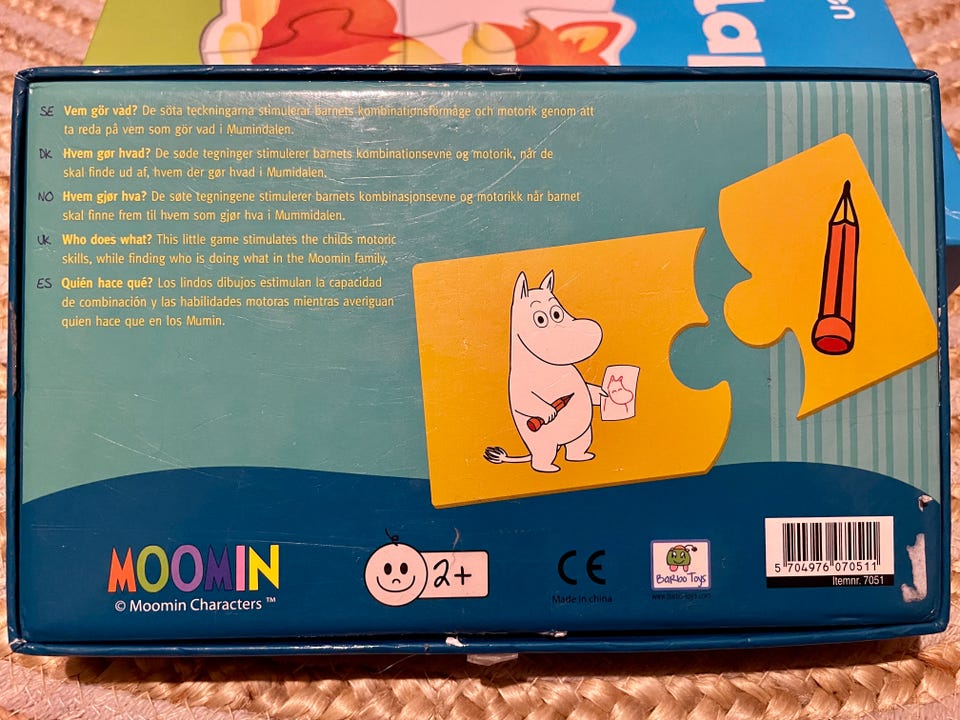 SE Vem gör vad? De söta teckningarna stimulerar barnets kombinationsförmåge och motorik genom att
ta reda på vem som gör vad i Mumindalen.
DK Hvem gør hvad? De søde tegninger stimulerer barnets kombinationsevne og motorik, når de
skal finde ud af, hvem der gør hvad i Mumidalen.
NO Hvem gjør hva? De søte tegningene stimulerer barnets kombinasjonsevne og motorikk når barnet
skal finne frem til hvem som gjør hva i Mummidalen.
UK Who does what? This little game stimulates the childs motoric
skills, while finding who is doing what in the Moomin family.
ES Quién hace qué? Los lindos dibujos estimulan la capacidad
de combinación y las habilidades motoras mientras averiguan
quien hace que en los Mumin.
MOOMIN
© Moomin Characters ™
2+
CE
Made in china
Barbo Toys
www.barbo-toys.com
5 704976 070511
Itemnr. 7051